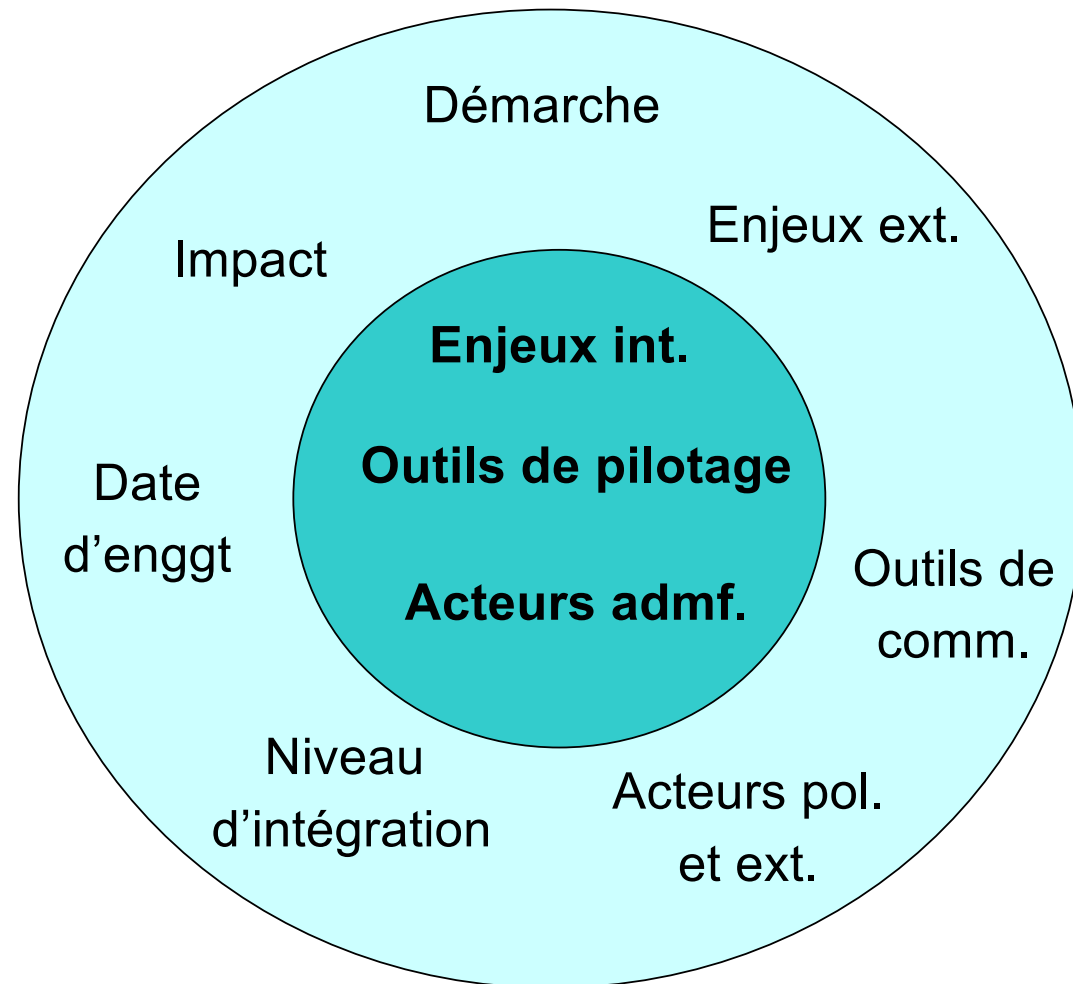 Démarche
Enjeux ext.
Impact
Enjeux int.
Outils de pilotage
Acteurs admf.
Date
d’enggt
Outils de
comm.
Niveau
d’intégration
Acteurs pol.
et ext.